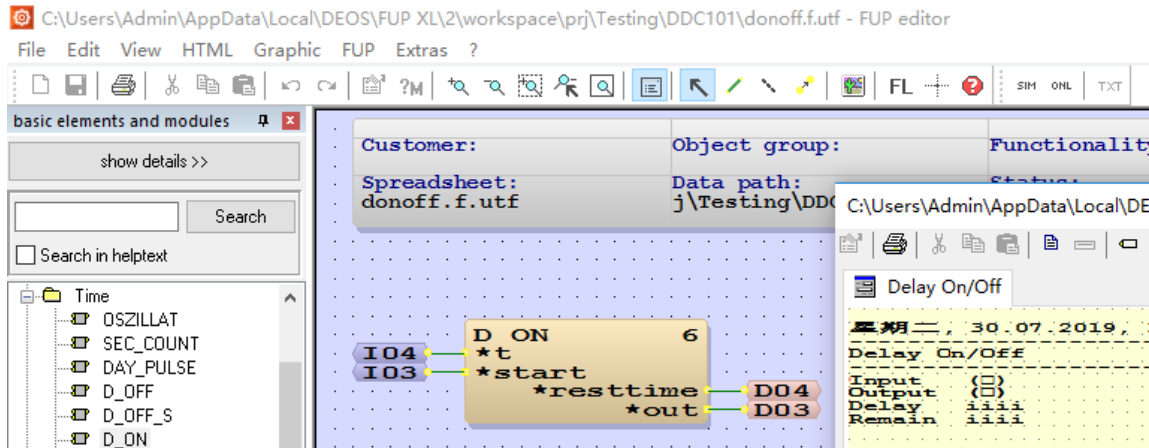 C:\Users\Admin\AppData\Local\DEOS\FUP XL\2\workspace\prj\Testing\DDC101\donoff.f.utf - FUP editor
File Edit View HTML Graphic FUP Extras ?
?M FL SIM ONL TXT
basic elements and modules
show details >>
Search
Search in helptext
Time
OSZILLAT
SEC_COUNT
DAY_PULSE
D_OFF
D_OFF_S
D_ON
Customer:
Object group:
Functionality
Spreadsheet:
Data path:
Status:
donoff.f.utf
j\Testing\DDC
D_ON 6
I04 *t
I03 *start
*resttime D04
*out D03
C:\Users\Admin\AppData\Local\DE
Delay On/Off
星期二, 30.07.2019,
Delay On/Off
Input (□)
Output (□)
Delay iiii
Remain iiii